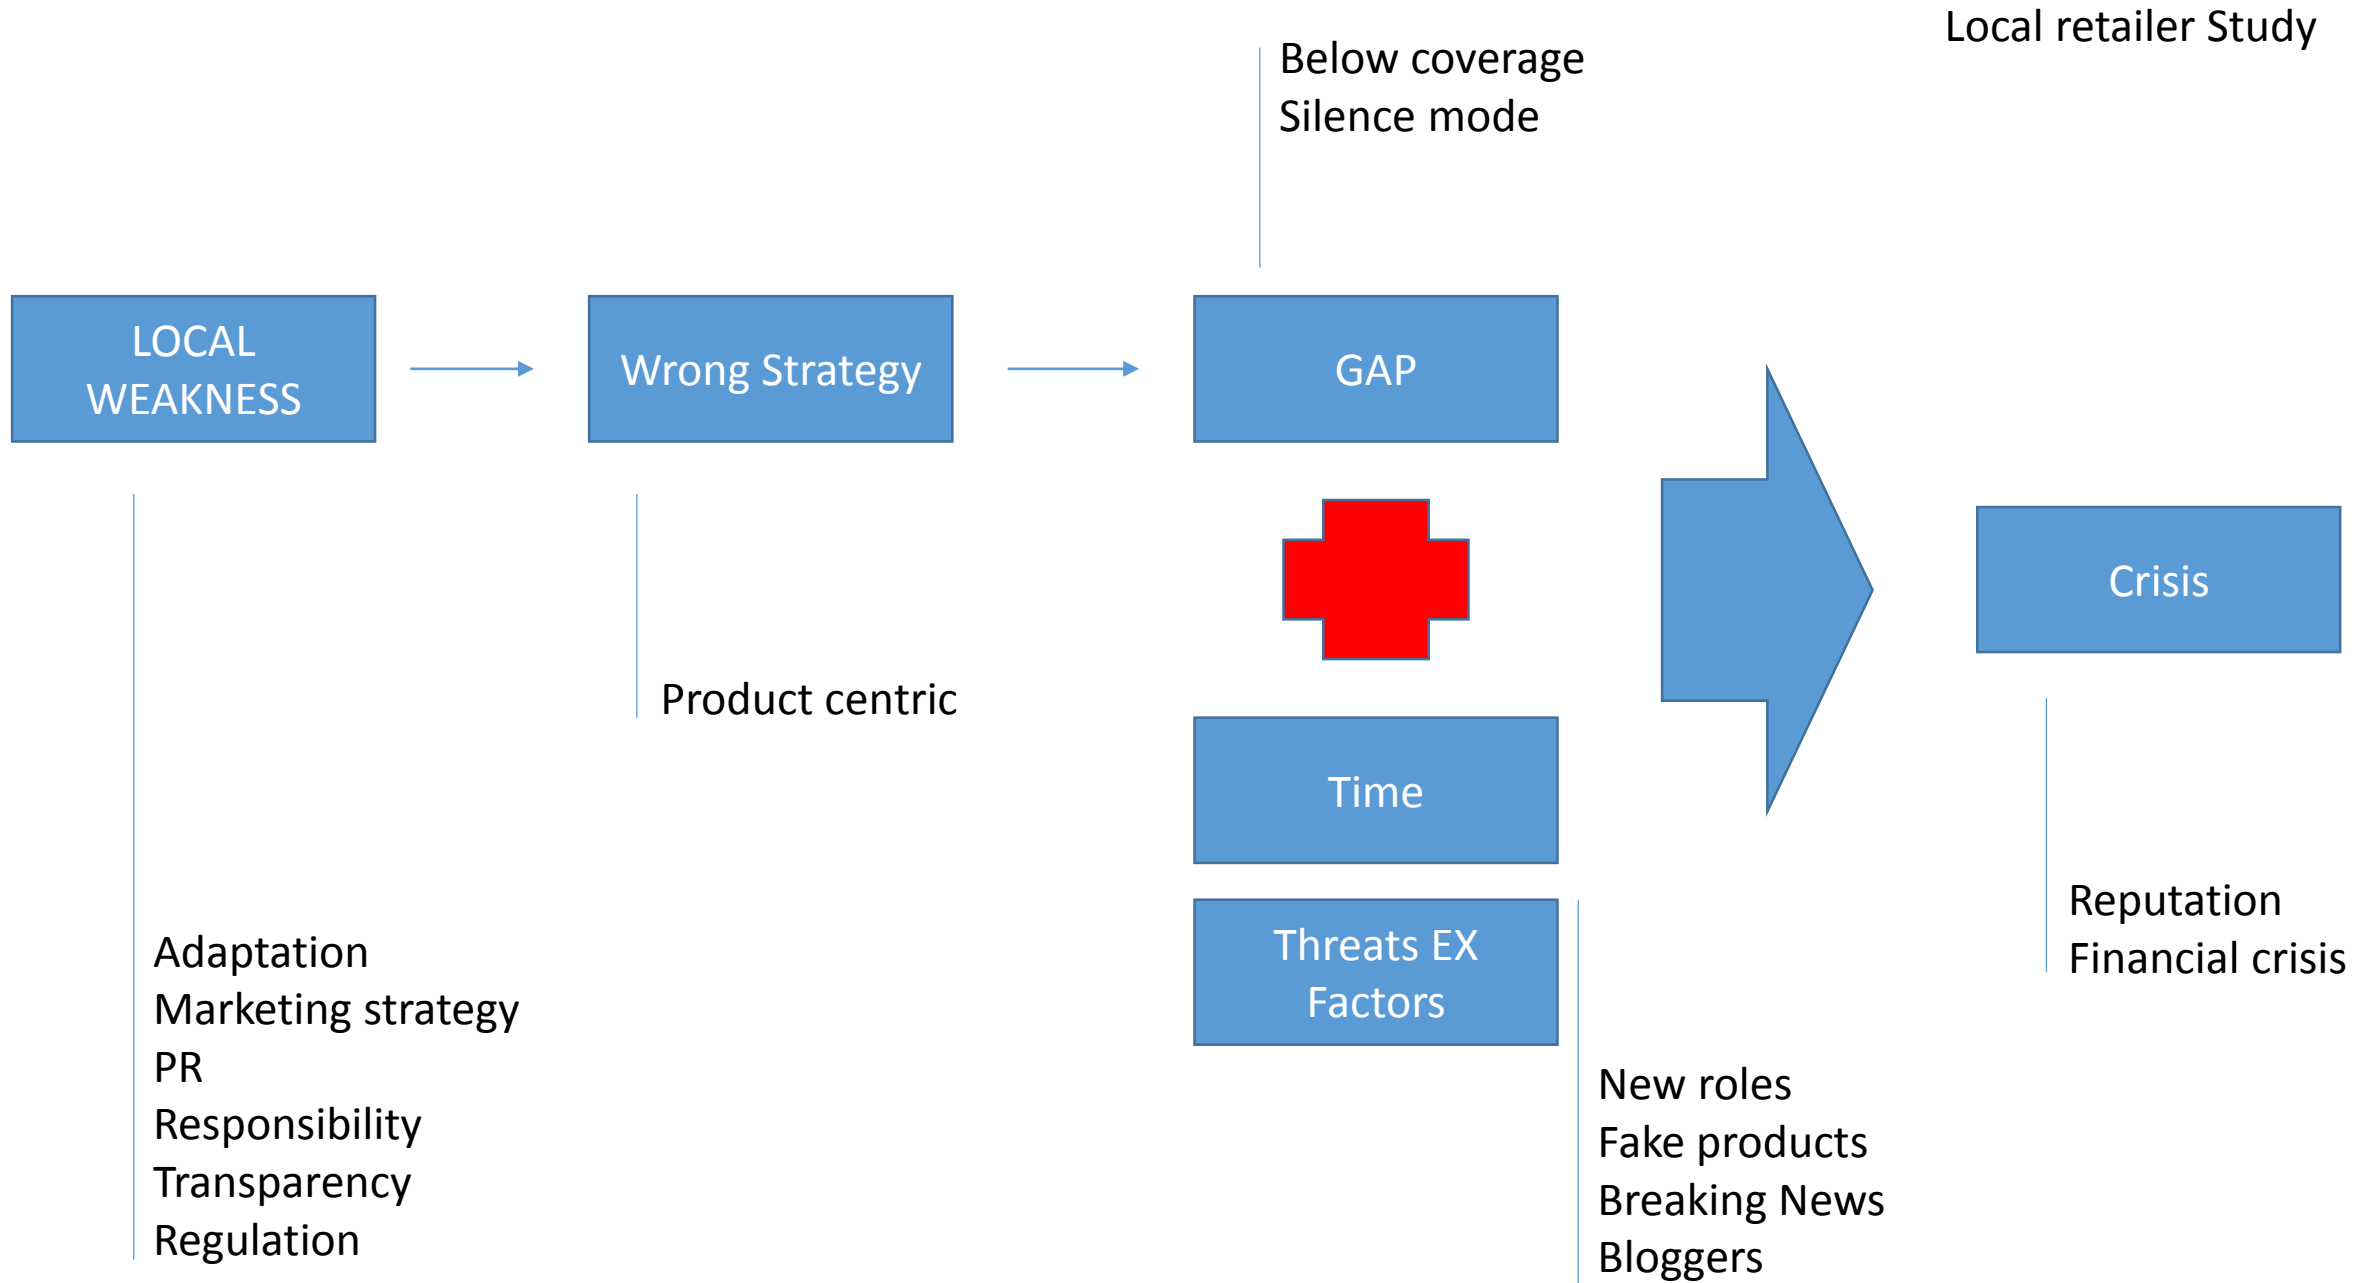 Local retailer Study
Below coverage
Silence mode
LOCAL
WEAKNESS
Wrong Strategy
GAP
Crisis
Product centric
Time
Threats EX
Factors
Reputation
Financial crisis
Adaptation
Marketing strategy
PR
Responsibility
Transparency
Regulation
New roles
Fake products
Breaking News
Bloggers